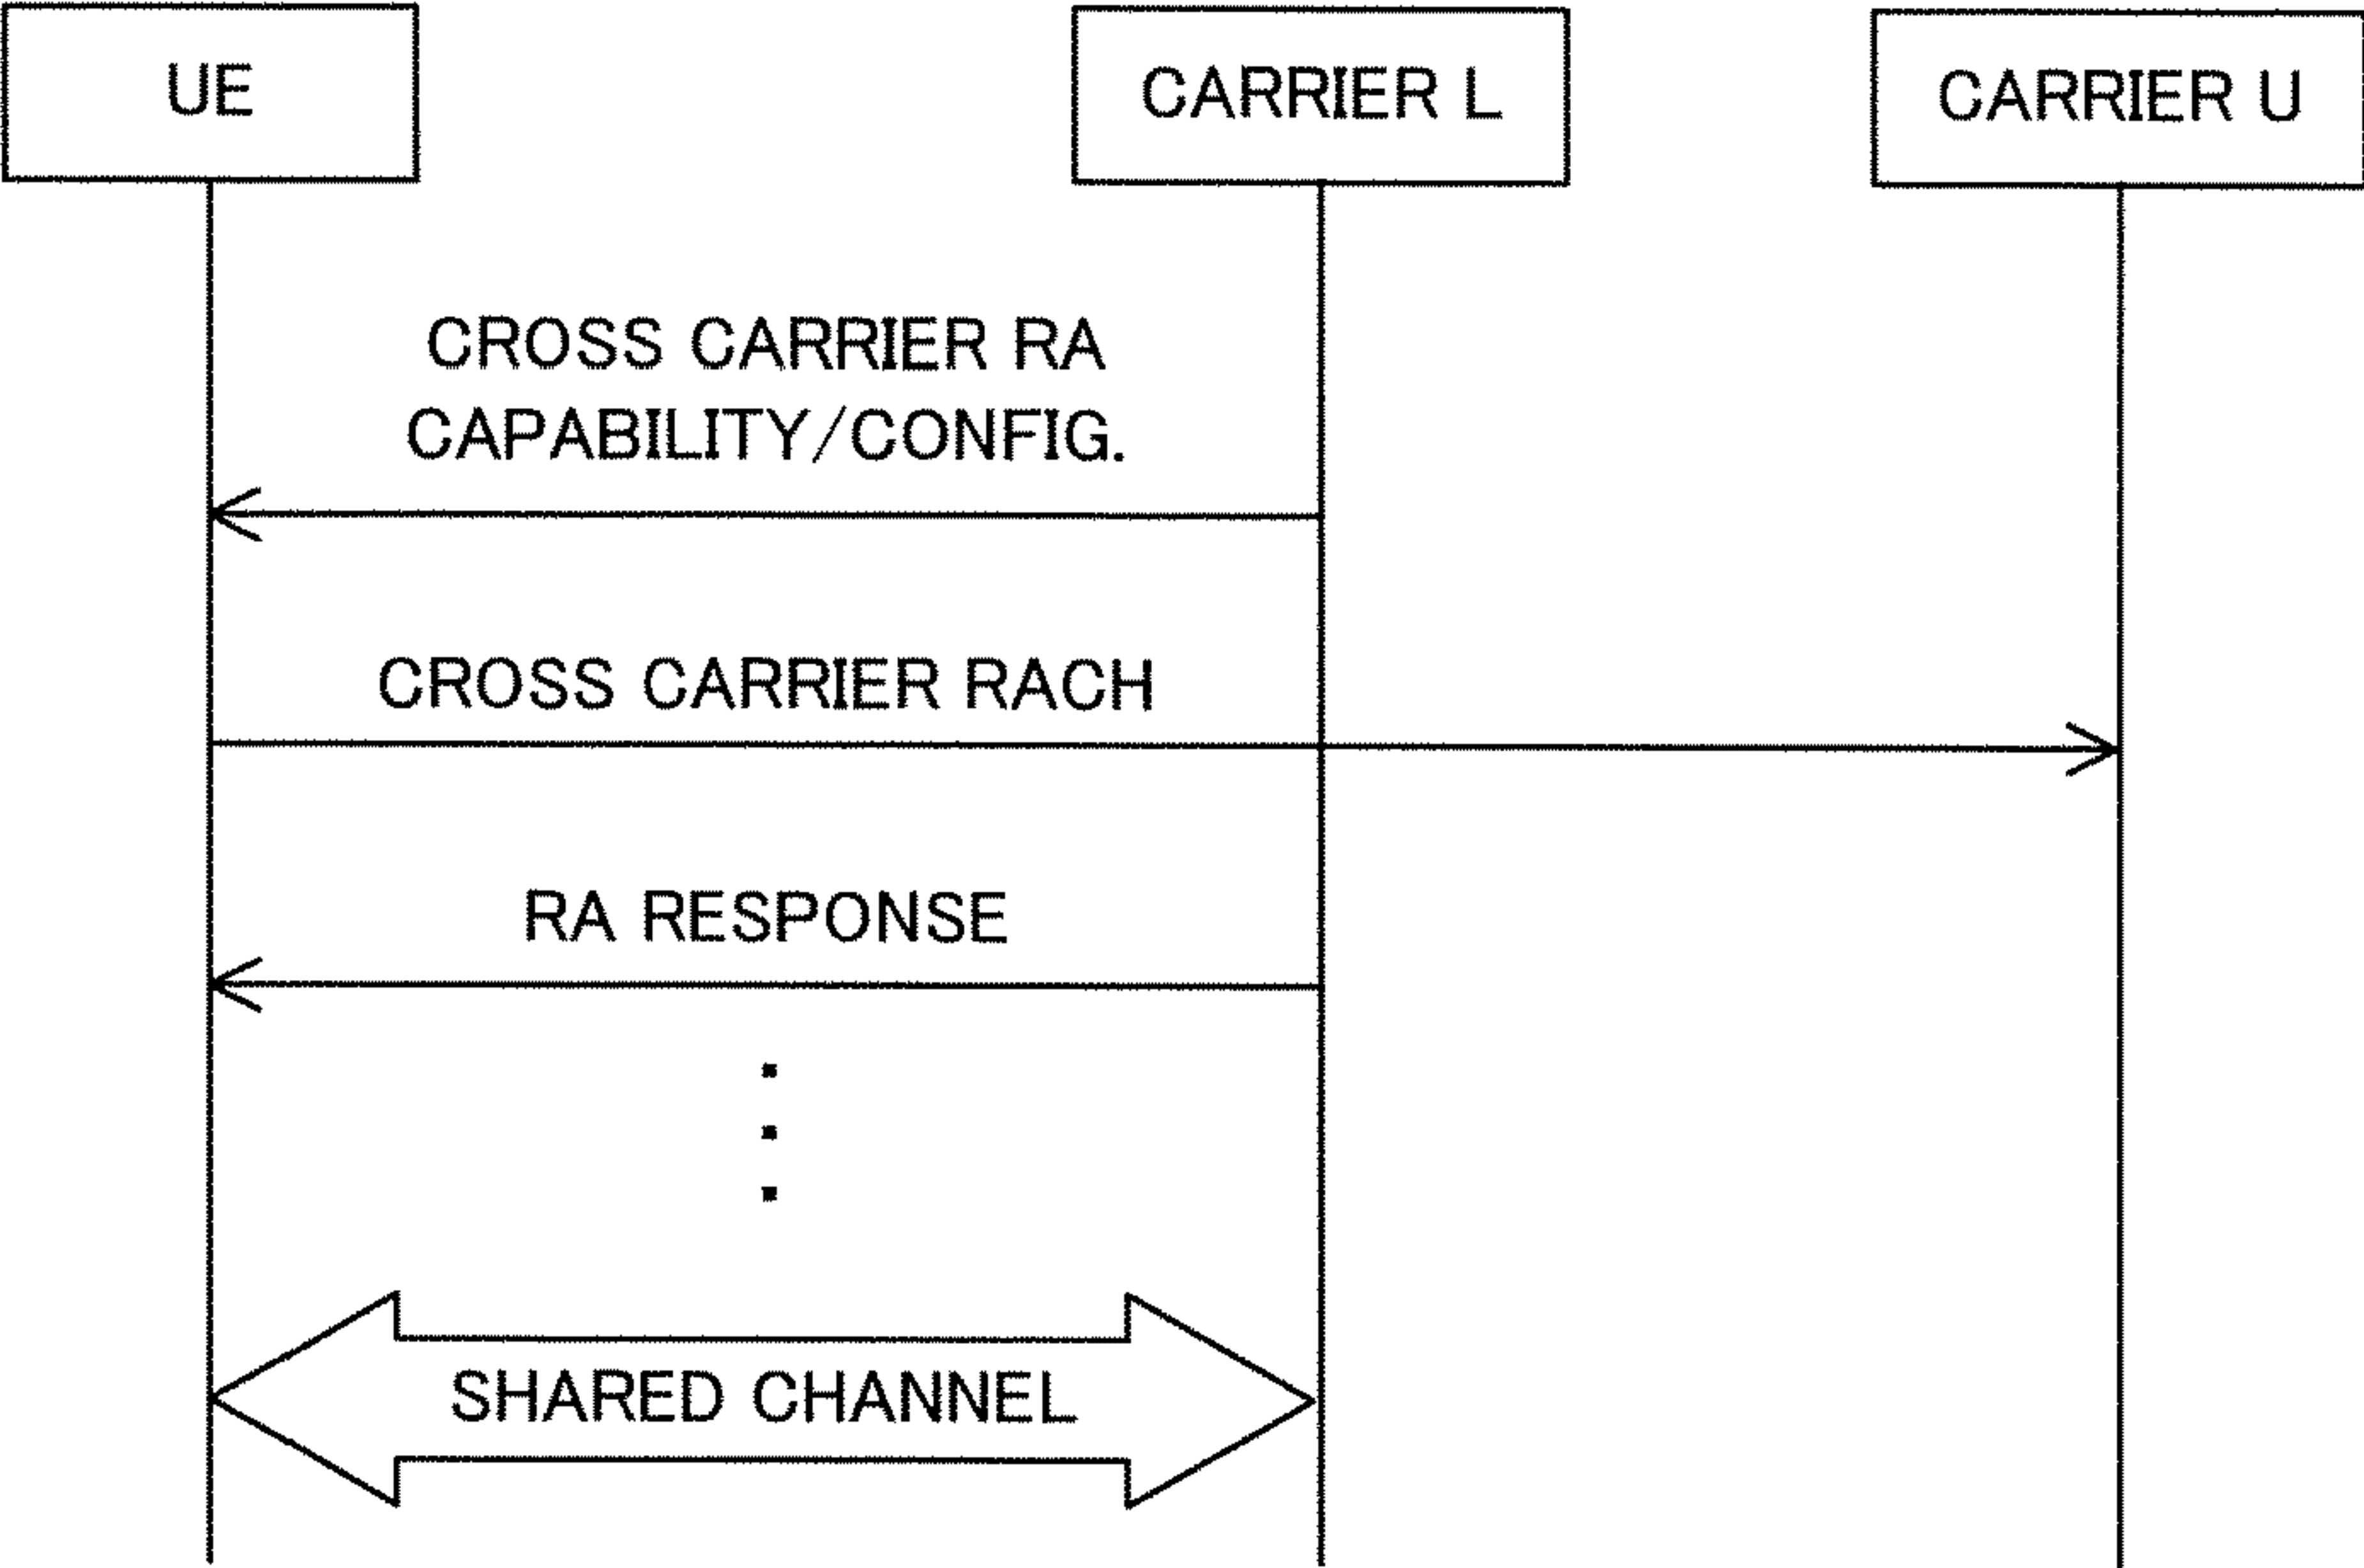 UE
CARRIER L
CARRIER U
CROSS CARRIER RA
CAPABILITY/CONFIG.
CROSS CARRIER RACH
RA RESPONSE
SHARED CHANNEL